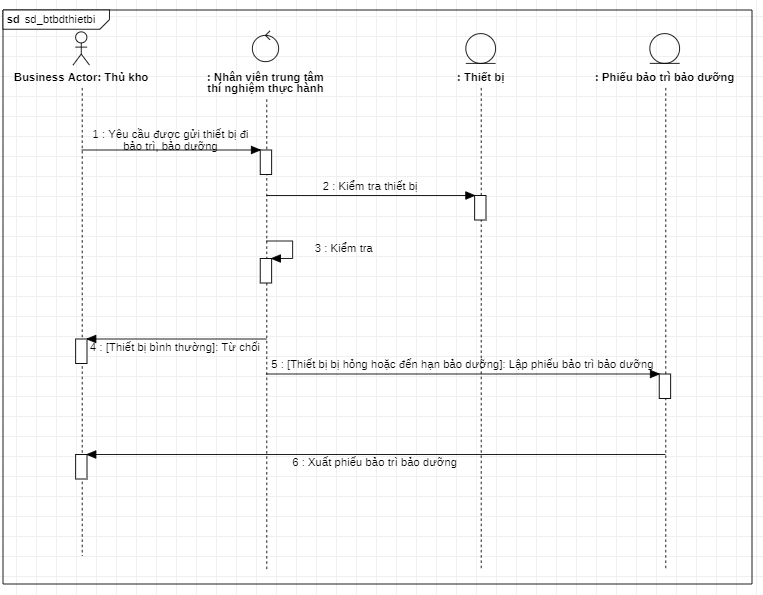 sd sd_btbdthietbi
Business Actor: Thủ kho
: Nhân viên trung tâm
thí nghiệm thực hành
: Thiết bị
: Phiếu bảo trì bảo dưỡng
1 : Yêu cầu được gửi thiết bị đi
bảo trì, bảo dưỡng
2 : Kiểm tra thiết bị
3 : Kiểm tra
4 : [Thiết bị bình thường]: Từ chối
5 : [Thiết bị bị hỏng hoặc đến hạn bảo dưỡng]: Lập phiếu bảo trì bảo dưỡng
6 : Xuất phiếu bảo trì bảo dưỡng